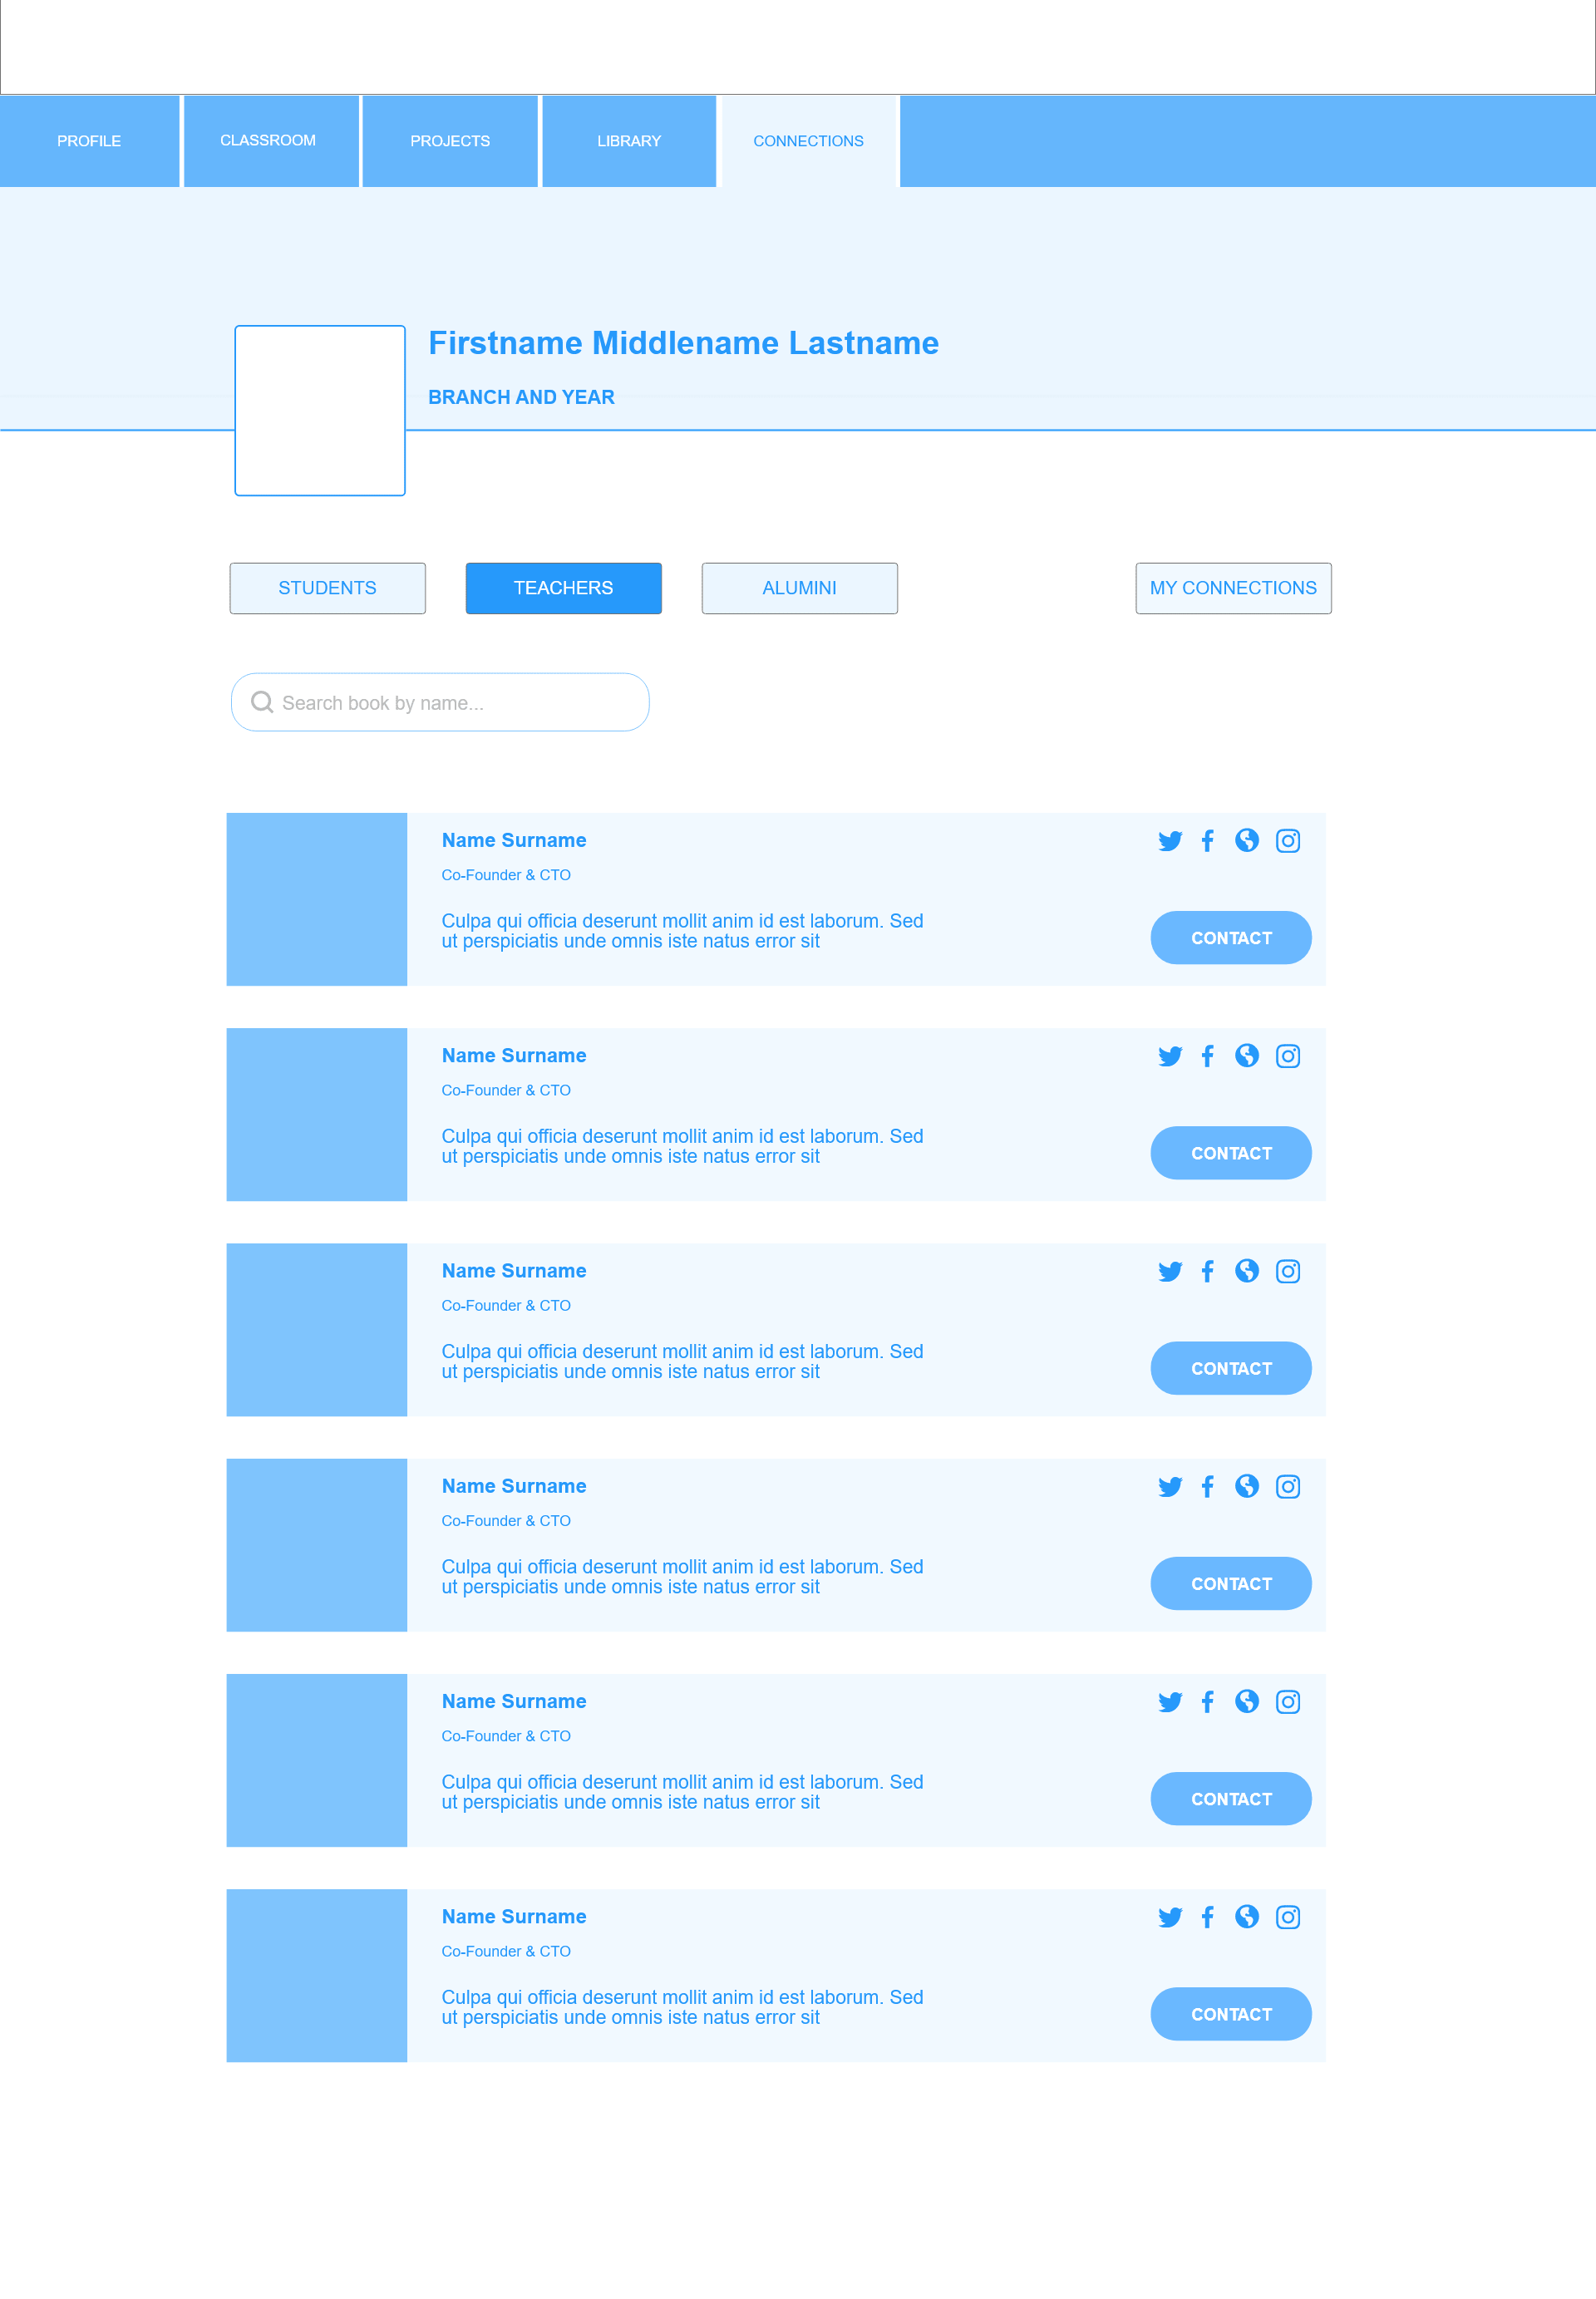 PROFILE
CLASSROOM
PROJECTS
LIBRARY
CONNECTIONS
Firstname Middlename Lastname
BRANCH AND YEAR
STUDENTS
TEACHERS
ALUMINI
MY CONNECTIONS
Search book by name...
Name Surname
Co-Founder & CTO
Culpa qui officia deserunt mollit anim id est laborum. Sed
ut perspiciatis unde omnis iste natus error sit
CONTACT
Name Surname
Co-Founder & CTO
Culpa qui officia deserunt mollit anim id est laborum. Sed
ut perspiciatis unde omnis iste natus error sit
CONTACT
Name Surname
Co-Founder & CTO
Culpa qui officia deserunt mollit anim id est laborum. Sed
ut perspiciatis unde omnis iste natus error sit
CONTACT
Name Surname
Co-Founder & CTO
Culpa qui officia deserunt mollit anim id est laborum. Sed
ut perspiciatis unde omnis iste natus error sit
CONTACT
Name Surname
Co-Founder & CTO
Culpa qui officia deserunt mollit anim id est laborum. Sed
ut perspiciatis unde omnis iste natus error sit
CONTACT
Name Surname
Co-Founder & CTO
Culpa qui officia deserunt mollit anim id est laborum. Sed
ut perspiciatis unde omnis iste natus error sit
CONTACT